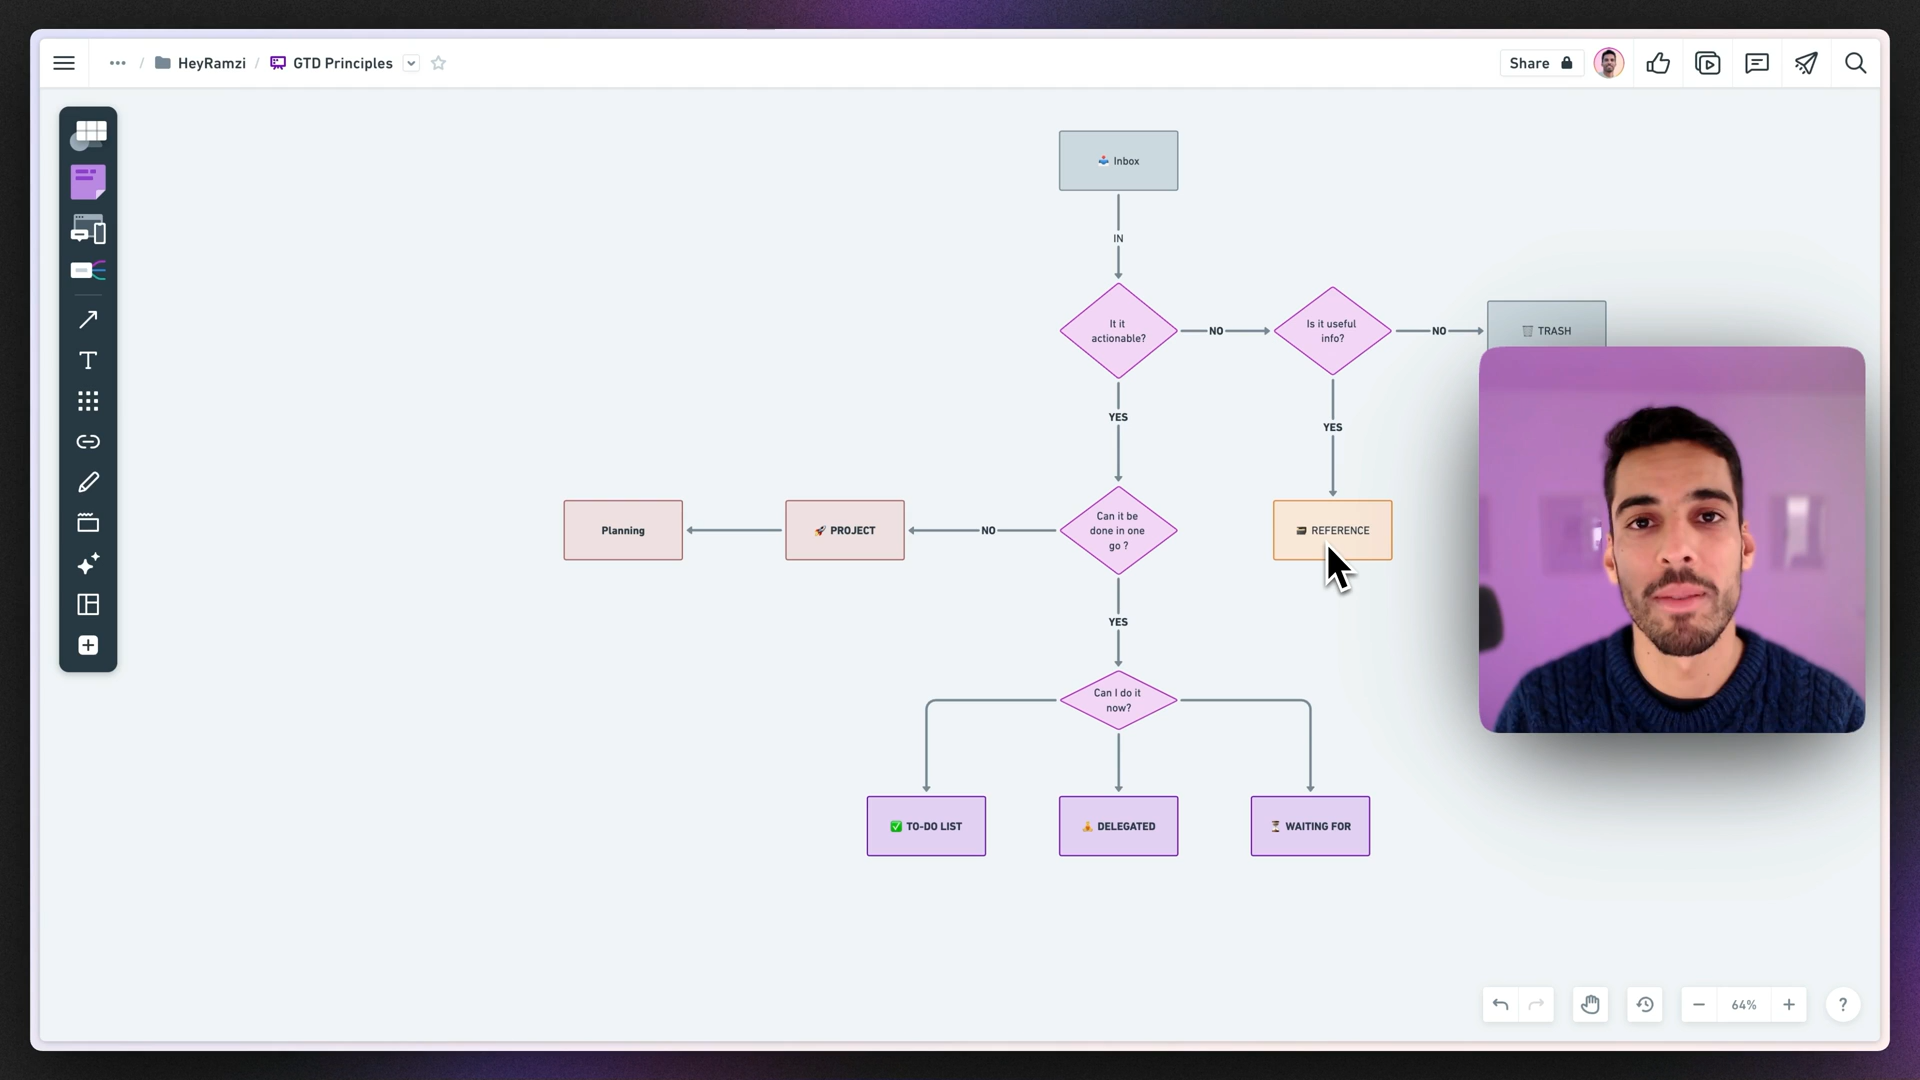 ... / HeyRamzi / GTD Principles
Share
Inbox
IN
It it
actionable?
NO
Is it useful
info?
NO
TRASH
YES
YES
Planning
PROJECT
NO
Can it be
done in one
go ?
REFERENCE
YES
Can I do it
now?
TO-DO LIST
DELEGATED
WAITING FOR
64%
?